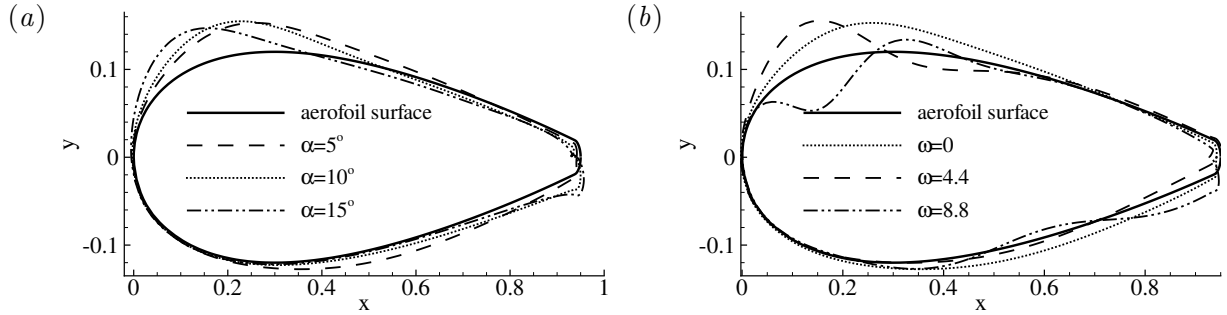 (a)
y
0.1
0
-0.1
aerofoil surface
α=5°
α=10°
α=15°
0 0.2 0.4 0.6 0.8 1
x
(b)
y
0.1
0
-0.1
aerofoil surface
ω=0
ω=4.4
ω=8.8
0 0.2 0.4 0.6 0.8
x